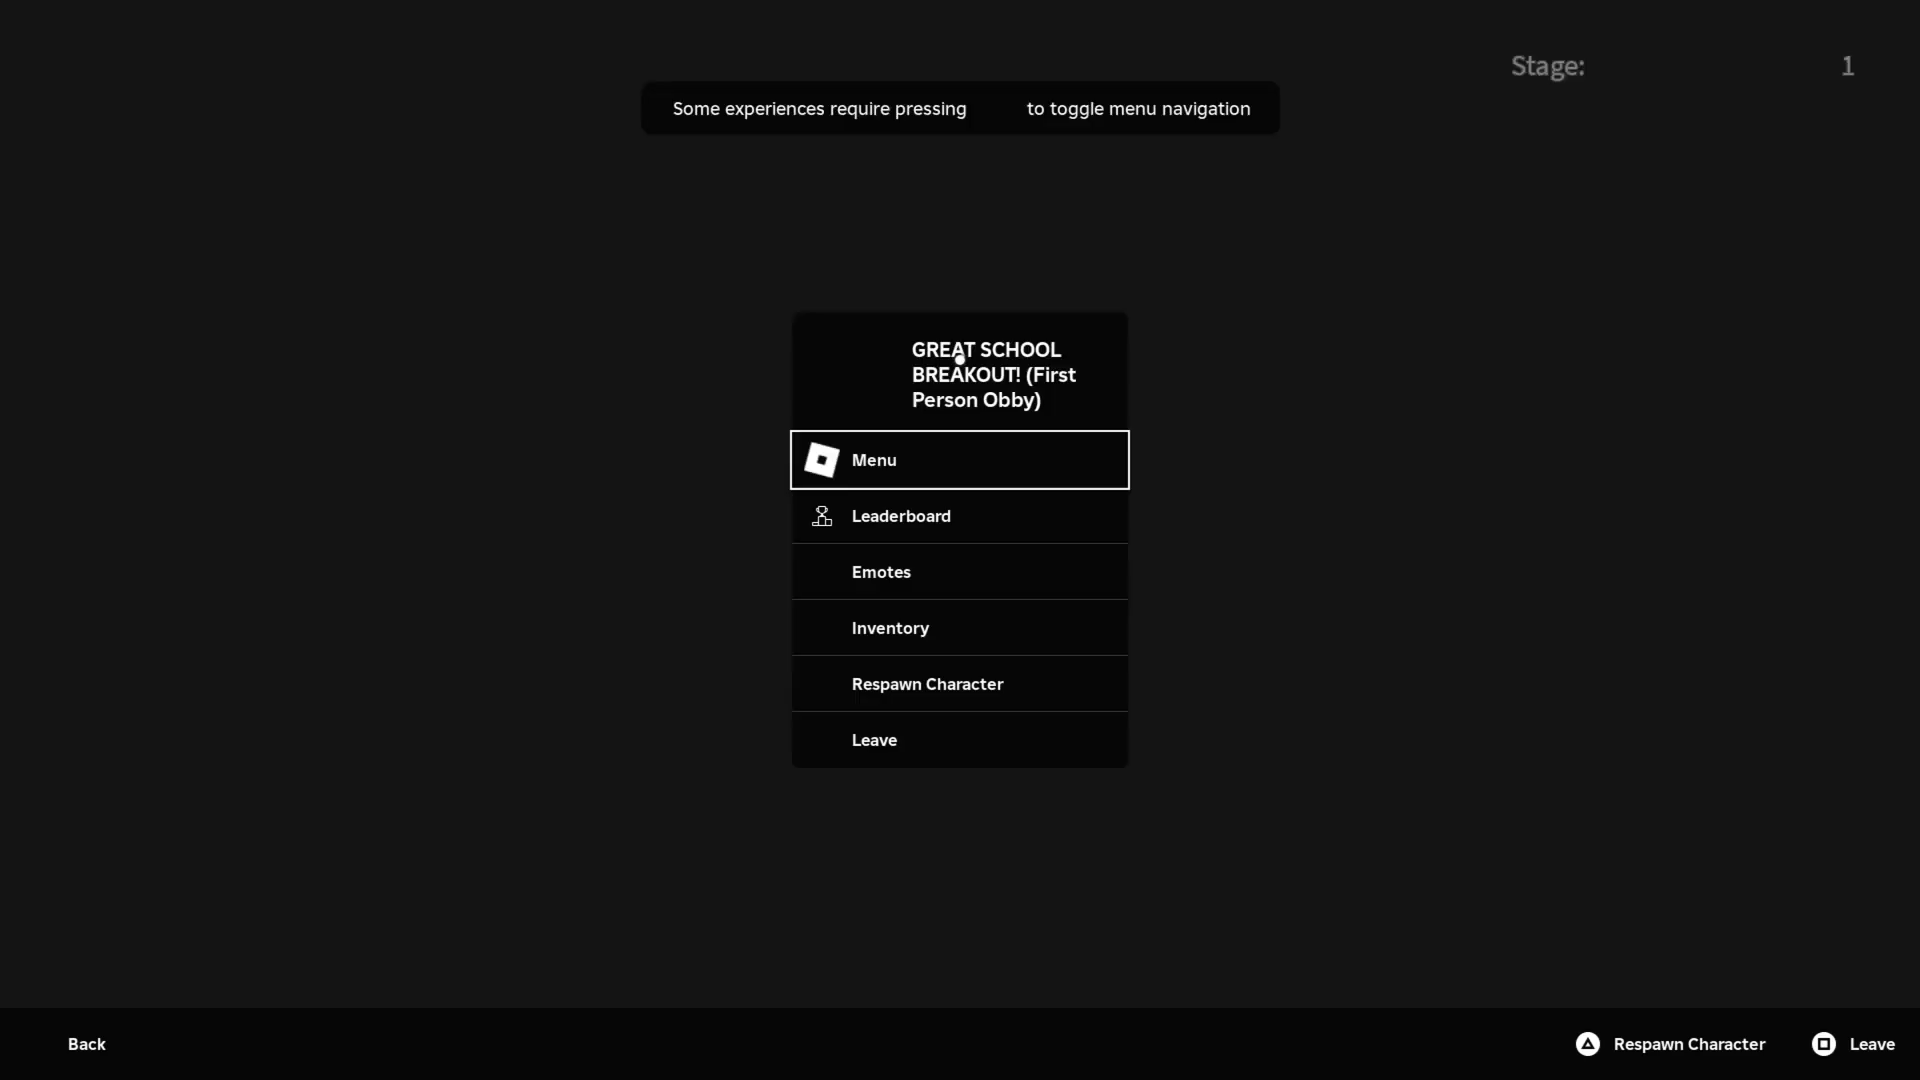 Stage: 1
Some experiences require pressing to toggle menu navigation
GREAT SCHOOL
BREAKOUT! (First
Person Obby)
Menu
Leaderboard
Emotes
Inventory
Respawn Character
Leave
Back Respawn Character Leave